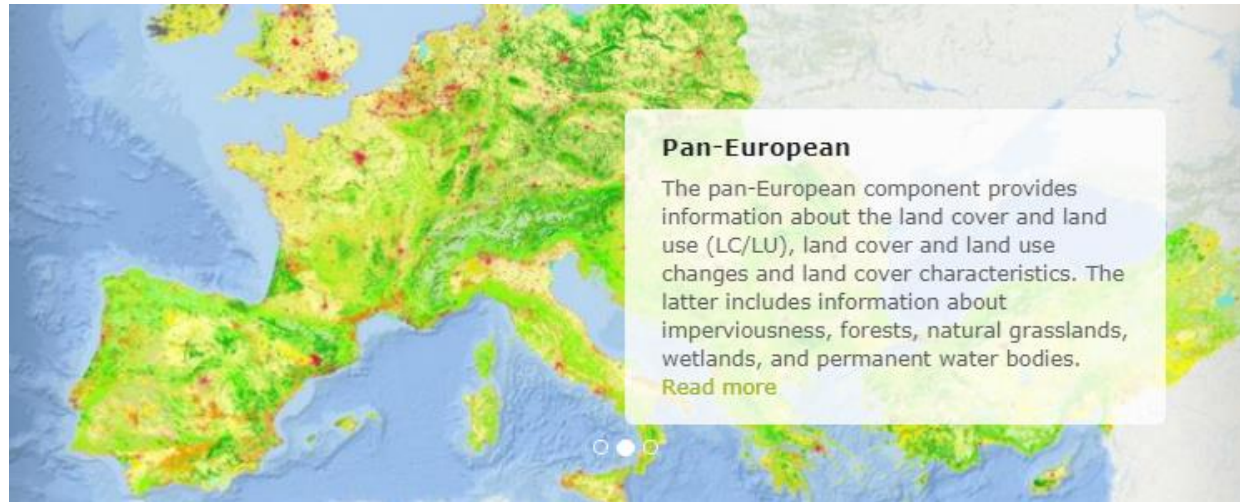 Pan-European
The pan-European component provides
information about the land cover and land
use (LC/LU), land cover and land use
changes and land cover characteristics. The
latter includes information about
imperviousness, forests, natural grasslands,
wetlands, and permanent water bodies.
Read more